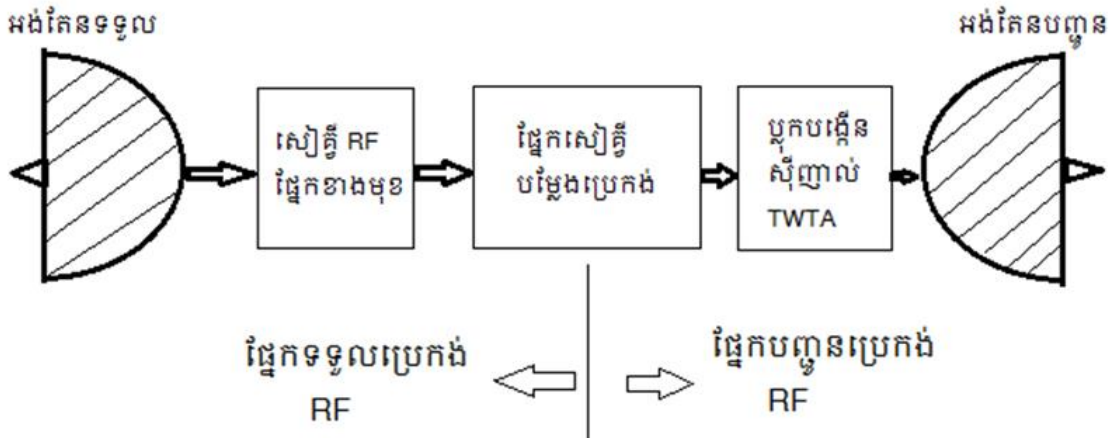 អង់តែនទទួល
អង់តែនបញ្ជូន
សៀគ្វី RF
ផ្នែកខាងមុខ
ផ្នែកសៀគ្វី
បម្លែងប្រេកង់
ប្លុកបង្កើន
ស៊ិញាល់
TWTA
ផ្នែកទទួលប្រេកង់
RF
ផ្នែកបញ្ជូនប្រេកង់
RF